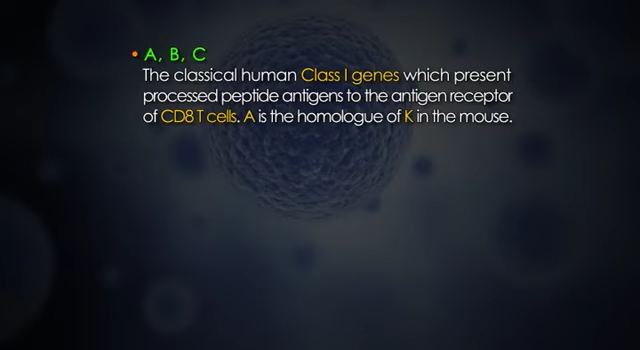 • A, B, C
The classical human Class I genes which present
processed peptide antigens to the antigen receptor
of CD8 T cells. A is the homologue of K in the mouse.